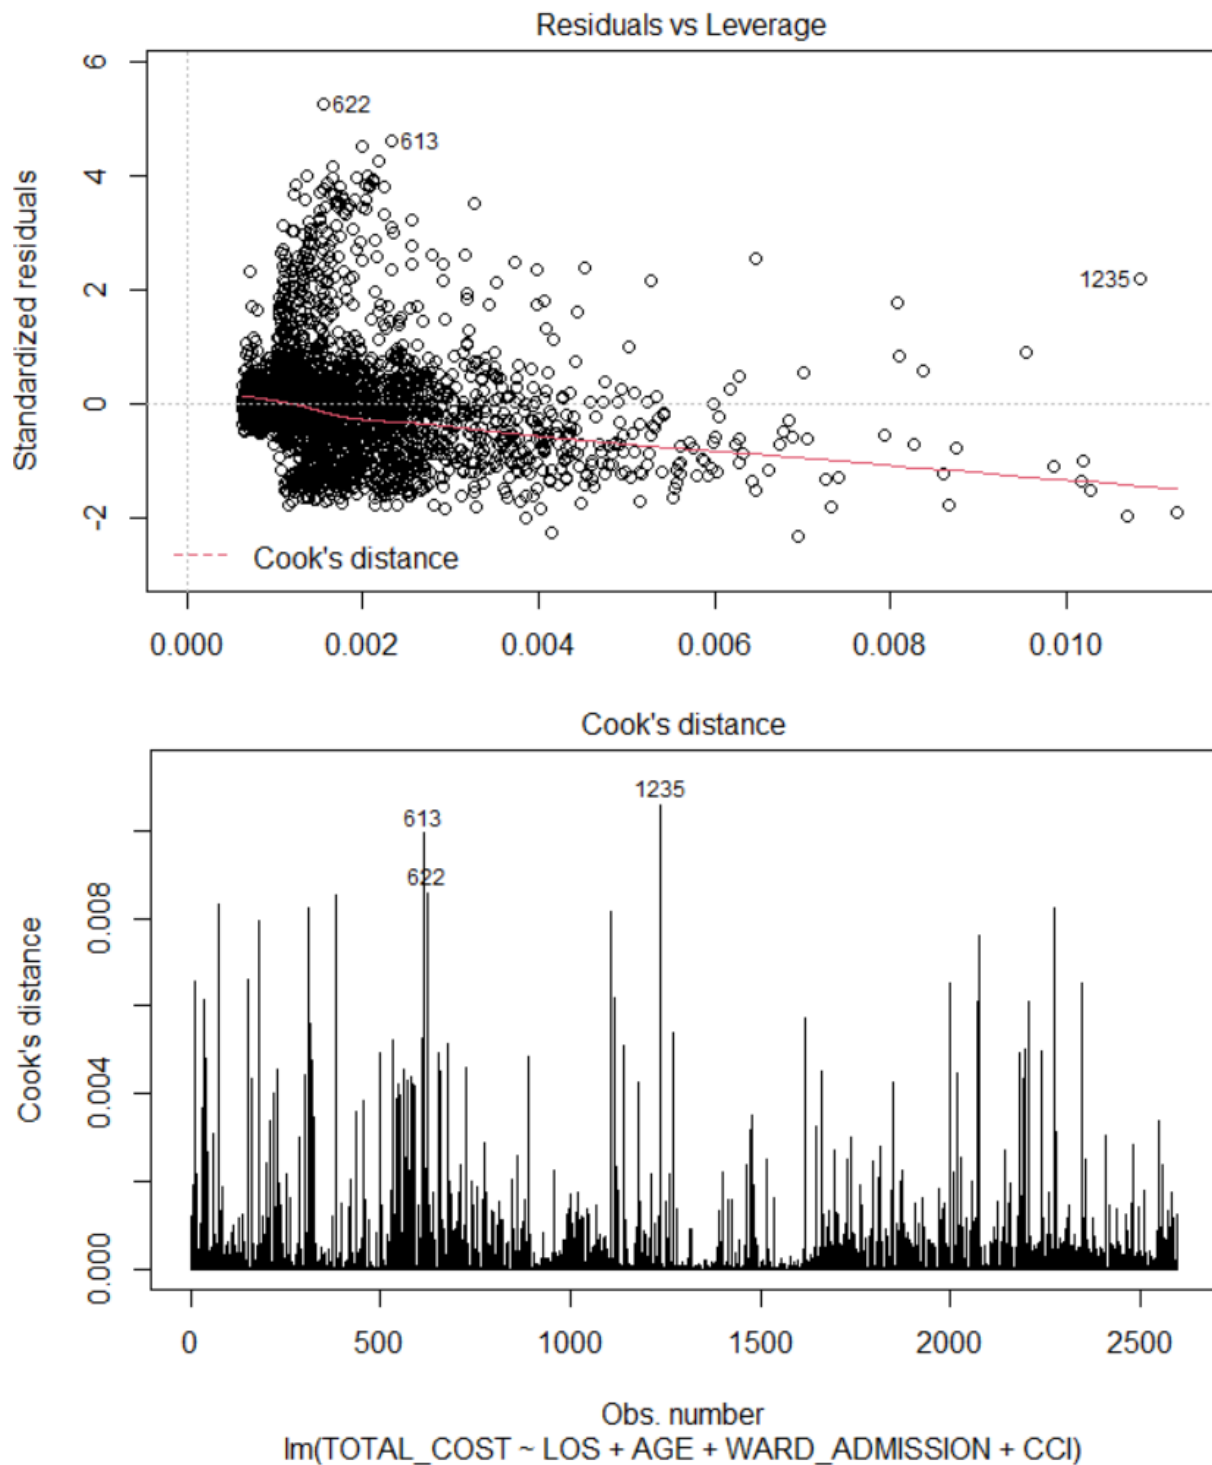 Residuals vs Leverage
Standardized residuals
6
4
2
0
-2
622
613
1235
Cook's distance
0.000 0.002 0.004 0.006 0.008 0.010
Cook's distance
Cook's distance
0.008
0.004
0.000
1235
613
622
0 500 1000 1500 2000 2500
Obs. number
lm(TOTAL_COST ~ LOS + AGE + WARD_ADMISSION + CCI)